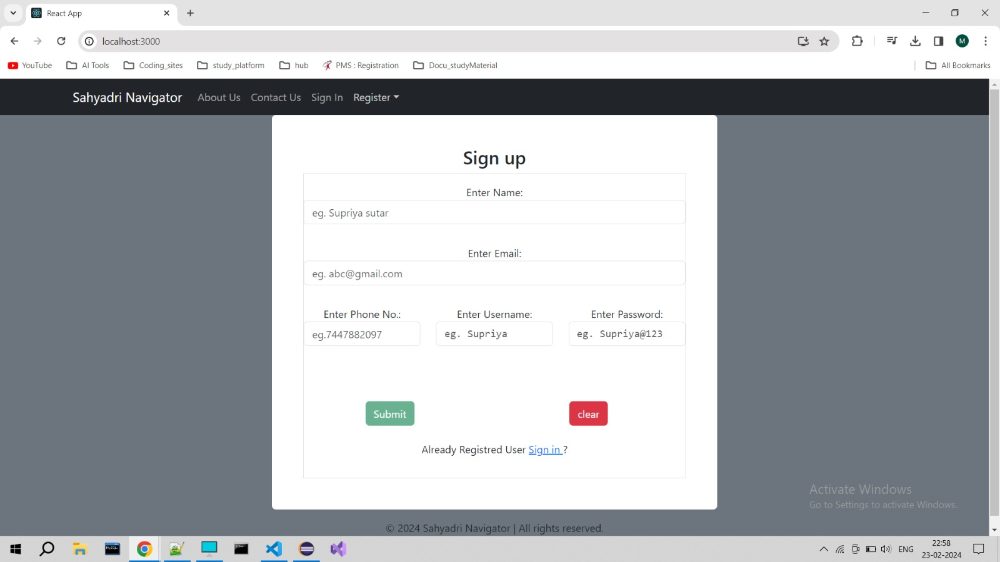 React App
localhost:3000
M
YouTube AI Tools Coding_sites study_platform hub PMS : Registration Docu_studyMaterial All Bookmarks
Sahyadri Navigator About Us Contact Us Sign In Register
Sign up
Enter Name:
eg. Supriya sutar
Enter Email:
eg. abc@gmail.com
Enter Phone No.: Enter Username: Enter Password:
eg.7447882097 eg. Supriya eg. Supriya@123
Submit clear
Already Registred User Sign in ?
Activate Windows
Go to Settings to activate Windows.
© 2024 Sahyadri Navigator | All rights reserved.
ENG 22:58
23-02-2024